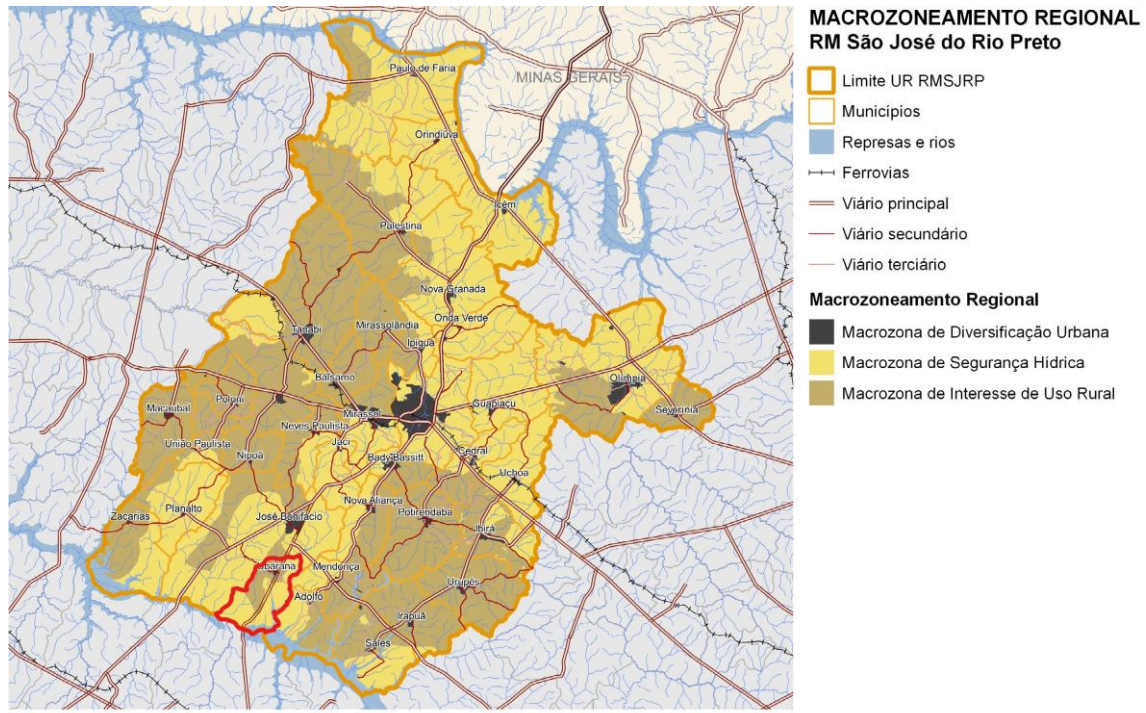 MACROZONEAMENTO REGIONAL
RM São José do Rio Preto
Limite UR RMSJRP
Municípios
Represas e rios
Ferrovias
Viário principal
Viário secundário
Viário terciário
Macrozoneamento Regional
Macrozona de Diversificação Urbana
Macrozona de Segurança Hídrica
Macrozona de Interesse de Uso Rural
Paulo de Faria
MINAS GERAIS
Orindiúva
Icém
Palestina
Nova Granada
Onda Verde
Mirassolândia
Tanabi
Ipiguá
Bálsamo
Olímpia
Guapiaçu
Severínia
Macaubal
Poloni
Mirassol
Neves Paulista
Jaci
União Paulista
Nipoã
Bady Bassitt
Cedral
Uchoa
Nova Aliança
Potirendaba
Planalto
Zacarias
José Bonifácio
Ibirá
Ubarana
Mendonça
Adolfo
Urupês
Irapuã
Sales